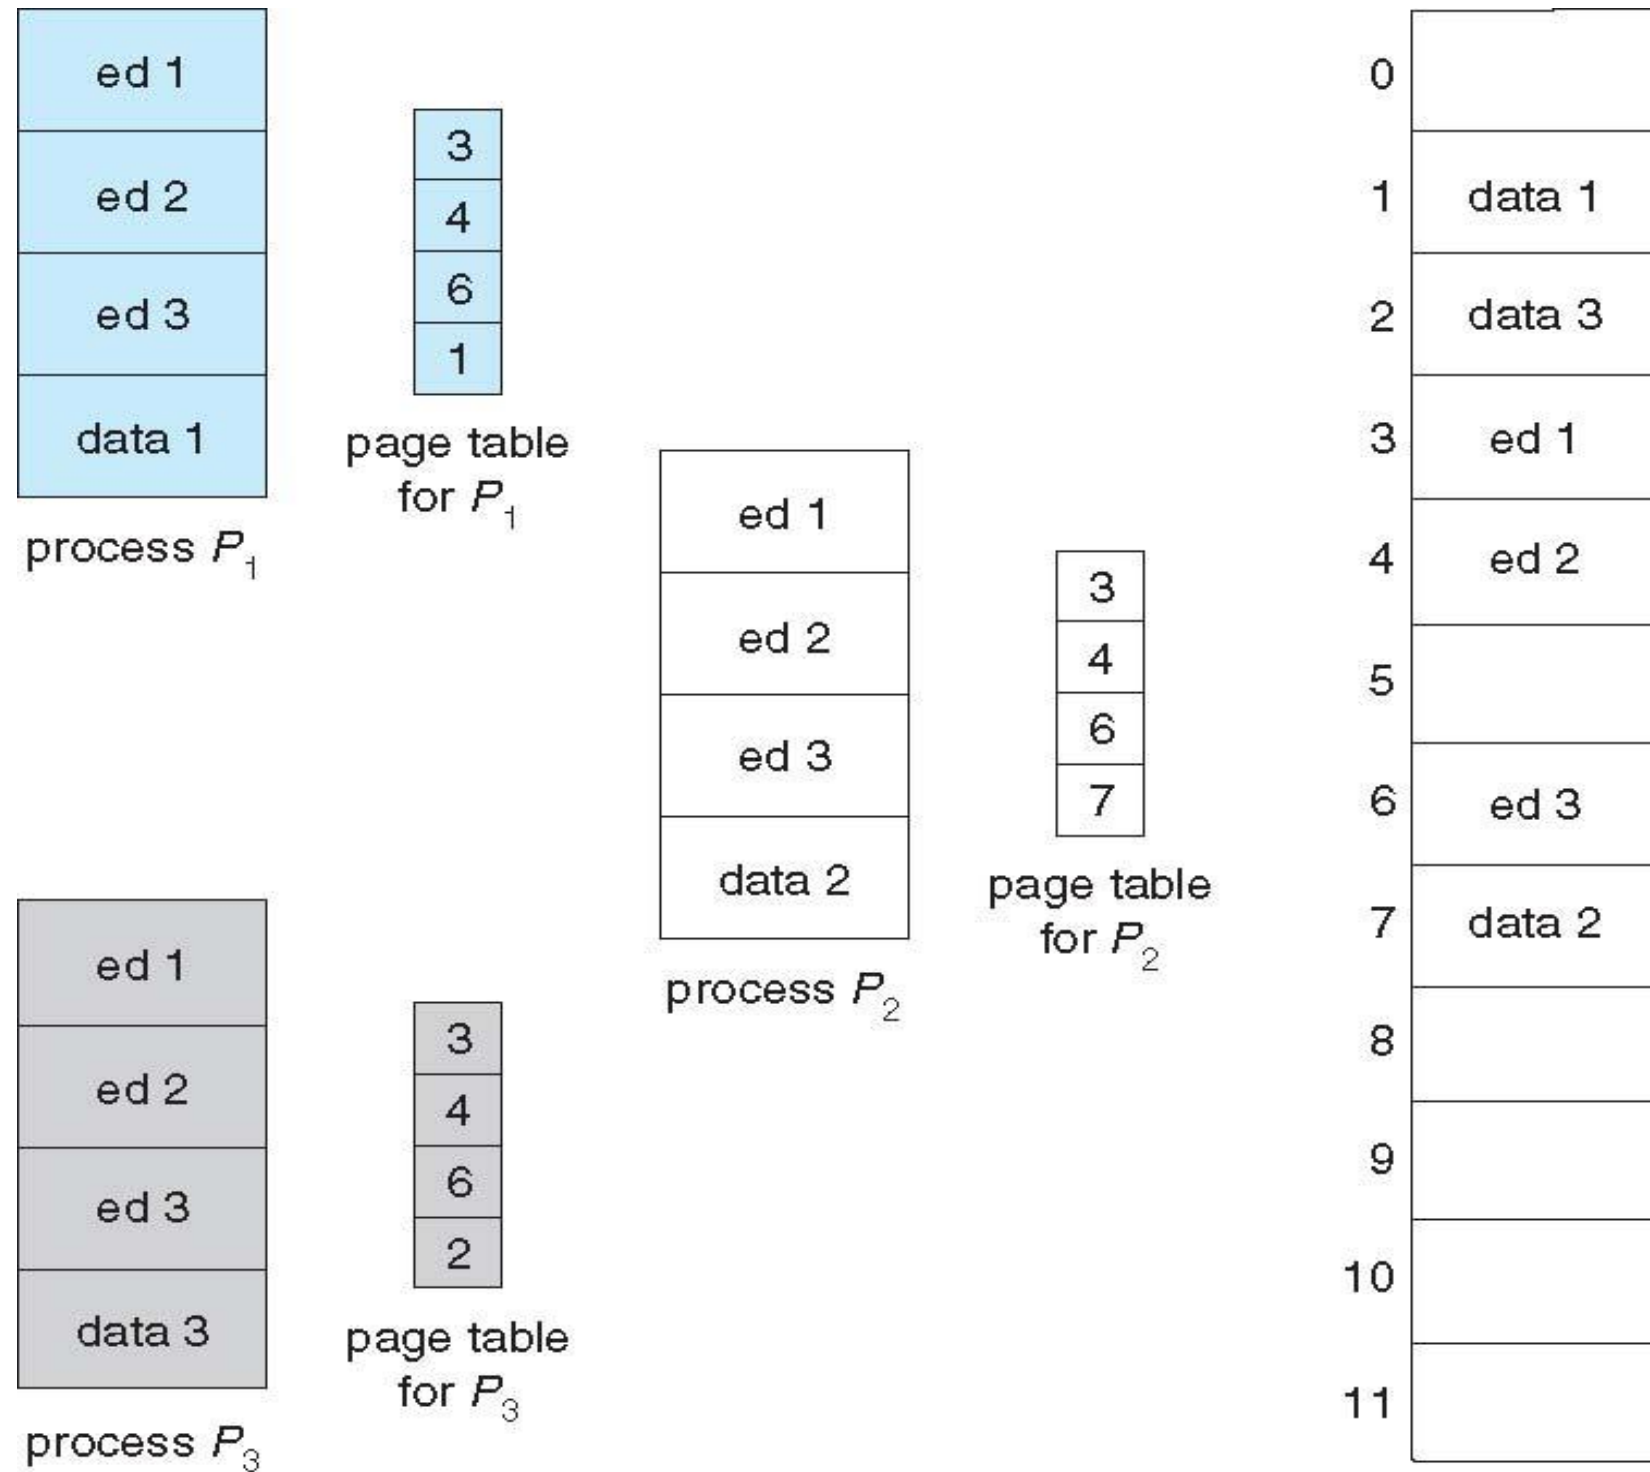 ed 1
ed 2
ed 3
data 1
process P1
3
4
6
1
page table
for P1
ed 1
ed 2
ed 3
data 2
process P2
3
4
6
7
page table
for P2
ed 1
ed 2
ed 3
data 3
process P3
3
4
6
2
page table
for P3
0
1 data 1
2 data 3
3 ed 1
4 ed 2
5
6 ed 3
7 data 2
8
9
10
11